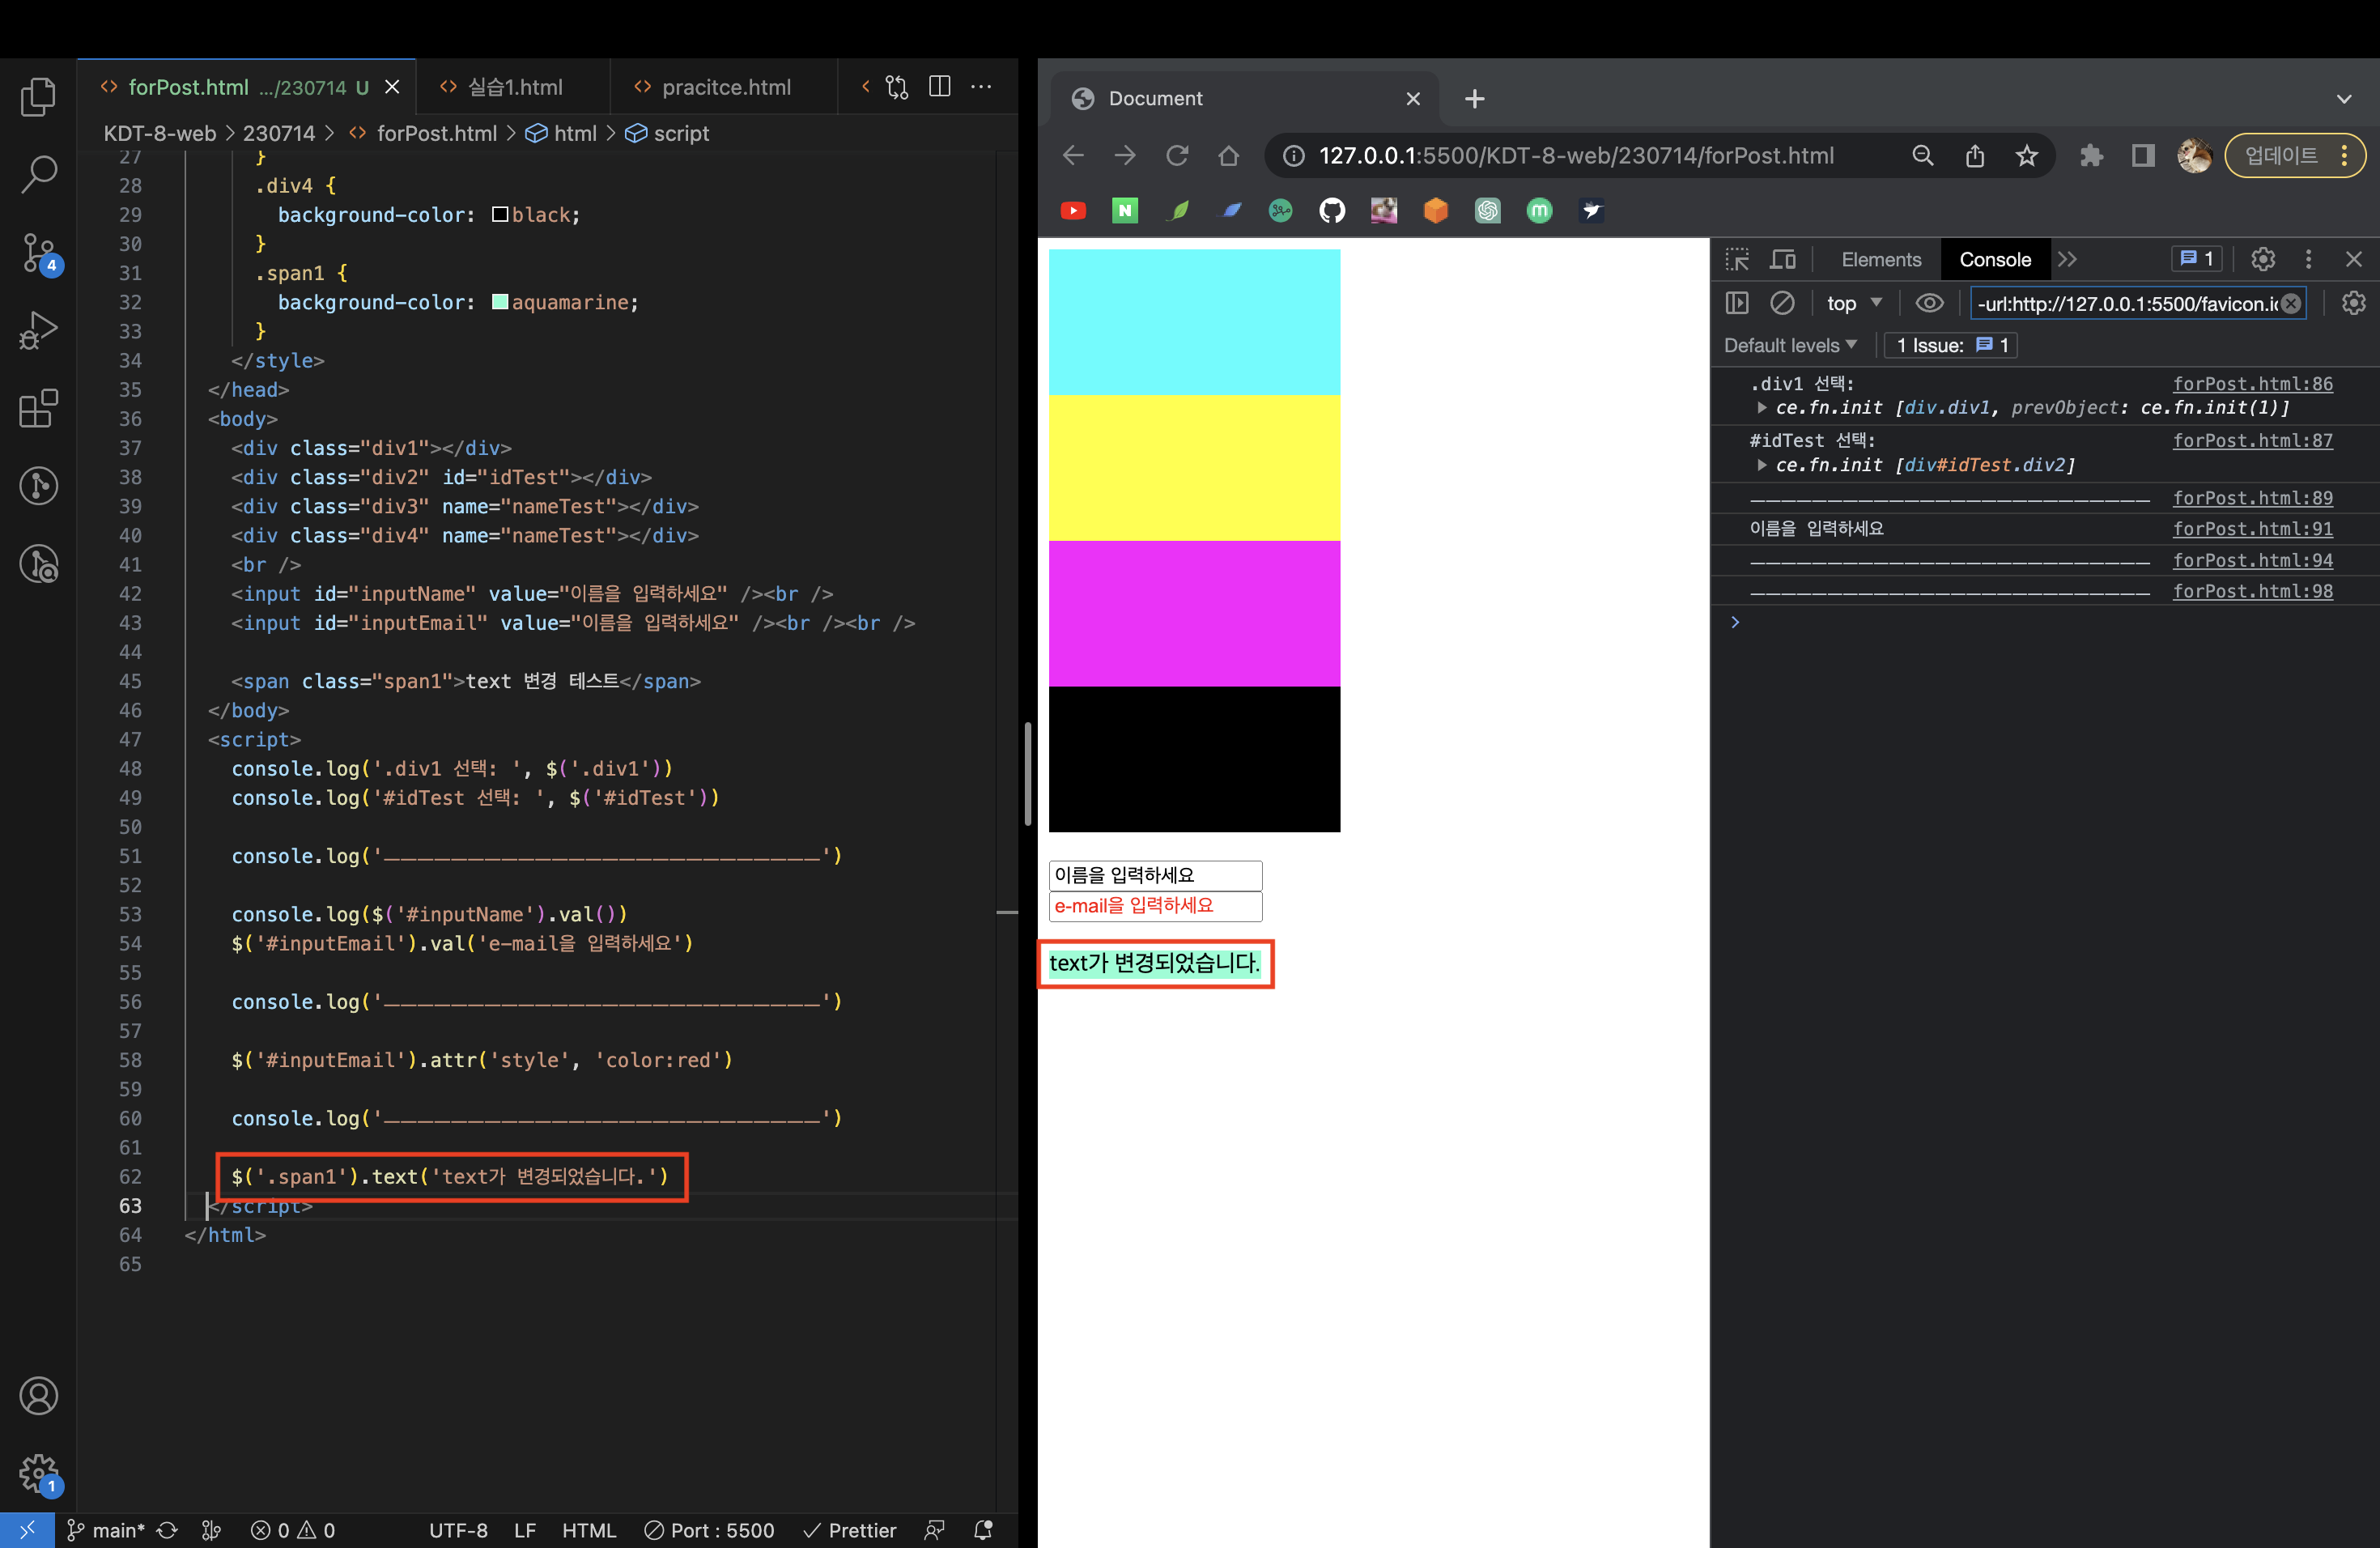 forPost.html .../230714 U
실습1.html
pracitce.html
KDT-8-web > 230714 > forPost.html > html > script
27 }
28 .div4 {
29 background-color: black;
30 }
31 .span1 {
32 background-color: aquamarine;
33 }
34 </style>
35 </head>
36 <body>
37 <div class="div1"></div>
38 <div class="div2" id="idTest"></div>
39 <div class="div3" name="nameTest"></div>
40 <div class="div4" name="nameTest"></div>
41 <br />
42 <input id="inputName" value="이름을 입력하세요" /><br />
43 <input id="inputEmail" value="이름을 입력하세요" /><br /><br />
44
45 <span class="span1">text 변경 테스트</span>
46 </body>
47 <script>
48 console.log('.div1 선택: ', $('.div1'))
49 console.log('#idTest 선택: ', $('#idTest'))
50
51 console.log('——————————————————————————')
52
53 console.log($('#inputName').val())
54 $('#inputEmail').val('e-mail을 입력하세요')
55
56 console.log('——————————————————————————')
57
58 $('#inputEmail').attr('style', 'color:red')
59
60 console.log('——————————————————————————')
61
62 $('.span1').text('text가 변경되었습니다.')
63 </script>
64 </html>
65
4
1
main* 0 0 UTF-8 LF HTML Port : 5500 Prettier
Document
127.0.0.1:5500/KDT-8-web/230714/forPost.html
업데이트
N
m
이름을 입력하세요
e-mail을 입력하세요
text가 변경되었습니다.
Elements Console 1
top -url:http://127.0.0.1:5500/favicon.ic
Default levels 1 Issue: 1
.div1 선택: forPost.html:86
ce.fn.init [div.div1, prevObject: ce.fn.init(1)]
#idTest 선택: forPost.html:87
ce.fn.init [div#idTest.div2]
—————————————————————————— forPost.html:89
이름을 입력하세요 forPost.html:91
—————————————————————————— forPost.html:94
—————————————————————————— forPost.html:98